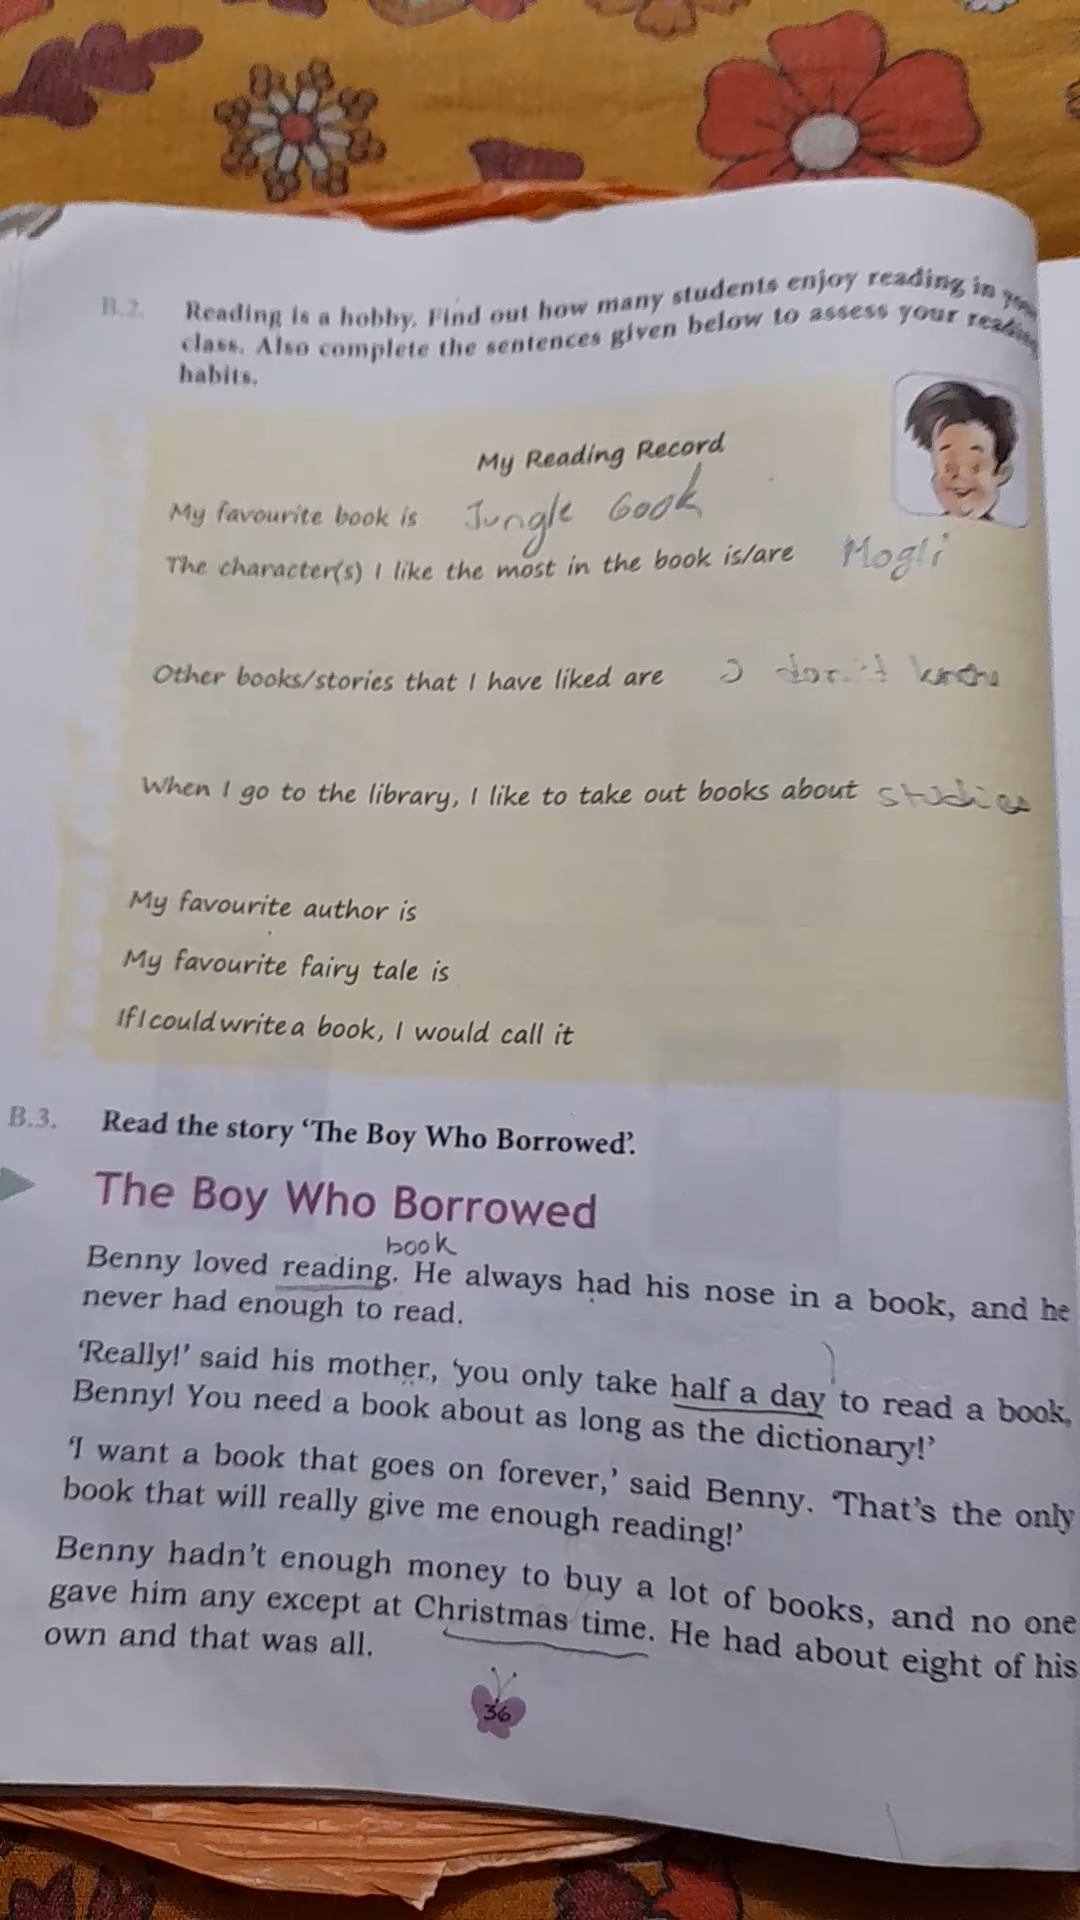 B.2. Reading is a hobby. Find out how many students enjoy reading in your
class. Also complete the sentences given below to assess your reading
habits.
My Reading Record
My favourite book is Jungle Gook
The character(s) I like the most in the book is/are Mogli
Other books/stories that I have liked are I don't know
When I go to the library, I like to take out books about studies
My favourite author is
My favourite fairy tale is
If I could write a book, I would call it
B.3. Read the story 'The Boy Who Borrowed'.
The Boy Who Borrowed
book
Benny loved reading. He always had his nose in a book, and he
never had enough to read.
'Really!' said his mother, 'you only take half a day to read a book,
Benny! You need a book about as long as the dictionary!'
'I want a book that goes on forever,' said Benny. 'That's the only
book that will really give me enough reading!'
Benny hadn't enough money to buy a lot of books, and no one
gave him any except at Christmas time. He had about eight of his
own and that was all.
36